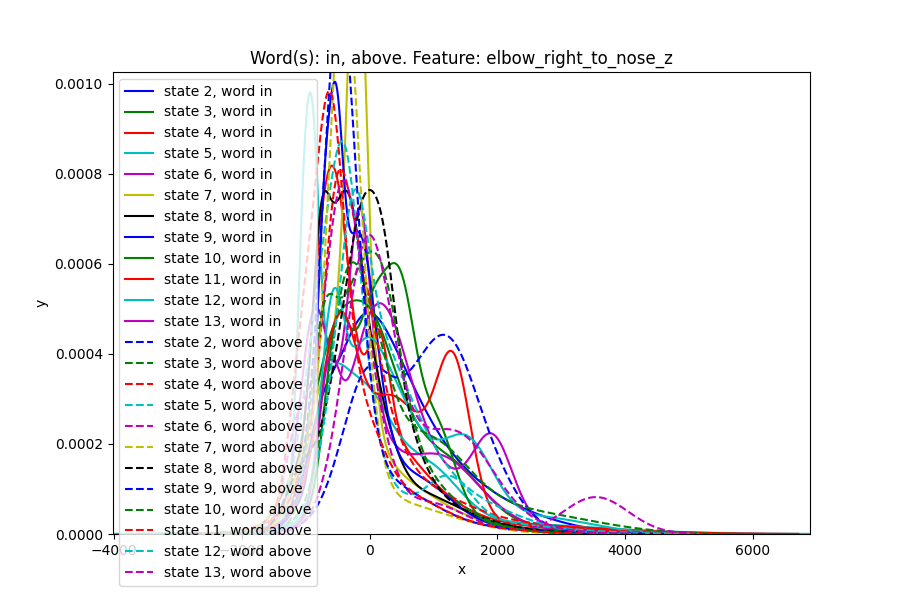 Word(s): in, above. Feature: elbow_right_to_nose_z
0.0010
0.0008
0.0006
0.0004
0.0002
0.0000
y
state 2, word in
state 3, word in
state 4, word in
state 5, word in
state 6, word in
state 7, word in
state 8, word in
state 9, word in
state 10, word in
state 11, word in
state 12, word in
state 13, word in
state 2, word above
state 3, word above
state 4, word above
state 5, word above
state 6, word above
state 7, word above
state 8, word above
state 9, word above
state 10, word above
state 11, word above
state 12, word above
state 13, word above
−4000 −2000 0 2000 4000 6000
x